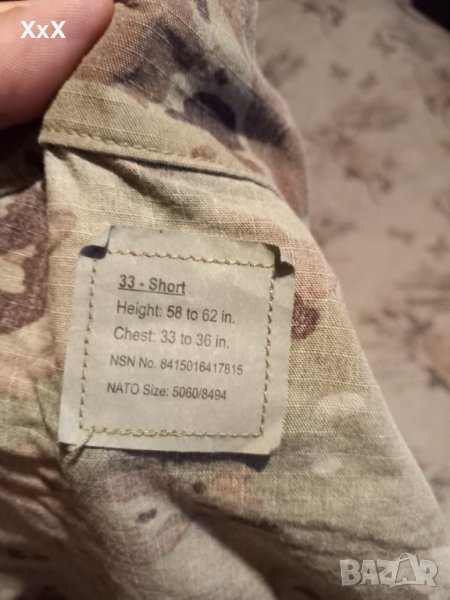 XxX
33 - Short
Height: 58 to 62 in.
Chest: 33 to 36 in.
NSN No. 8415016417815
NATO Size: 5060/8494
BAZAR